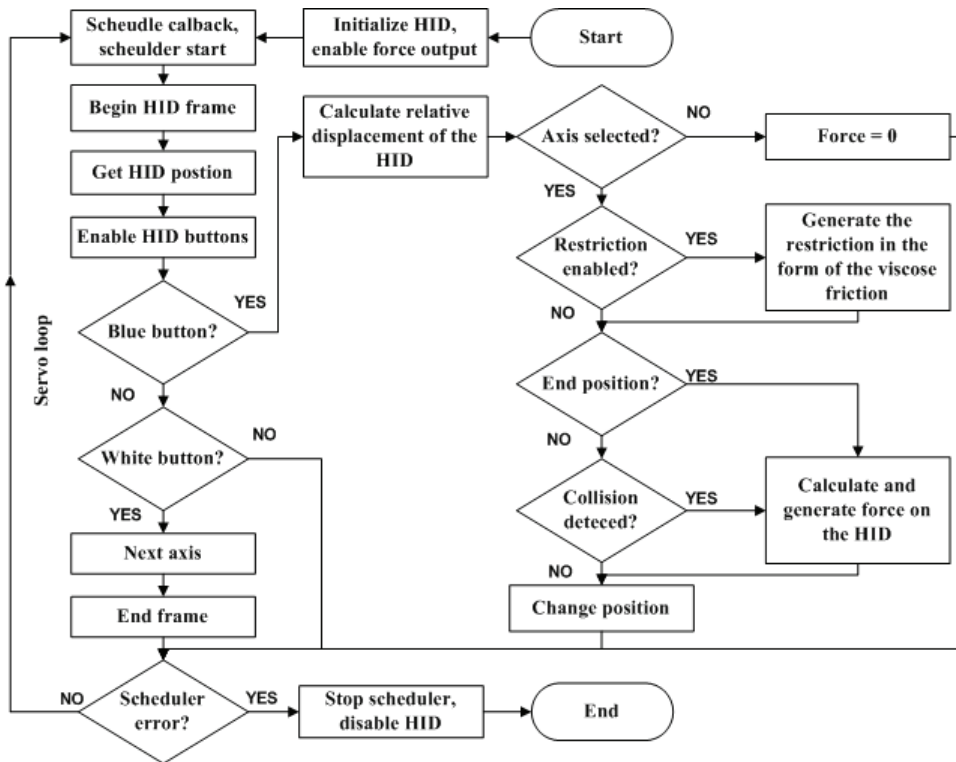 Start
Initialize HID,
enable force output
Scheudle calback,
scheulder start
Begin HID frame
Get HID postion
Enable HID buttons
Blue button?
YES
NO
White button?
NO
YES
Next axis
End frame
Scheduler
error?
NO
YES
Stop scheduler,
disable HID
End
Servo loop
Calculate relative
displacement of the
HID
Axis selected?
NO
Force = 0
YES
Restriction
enabled?
YES
Generate the
restriction in the
form of the viscose
friction
NO
End position?
YES
NO
Collision
deteced?
YES
Calculate and
generate force on
the HID
NO
Change position